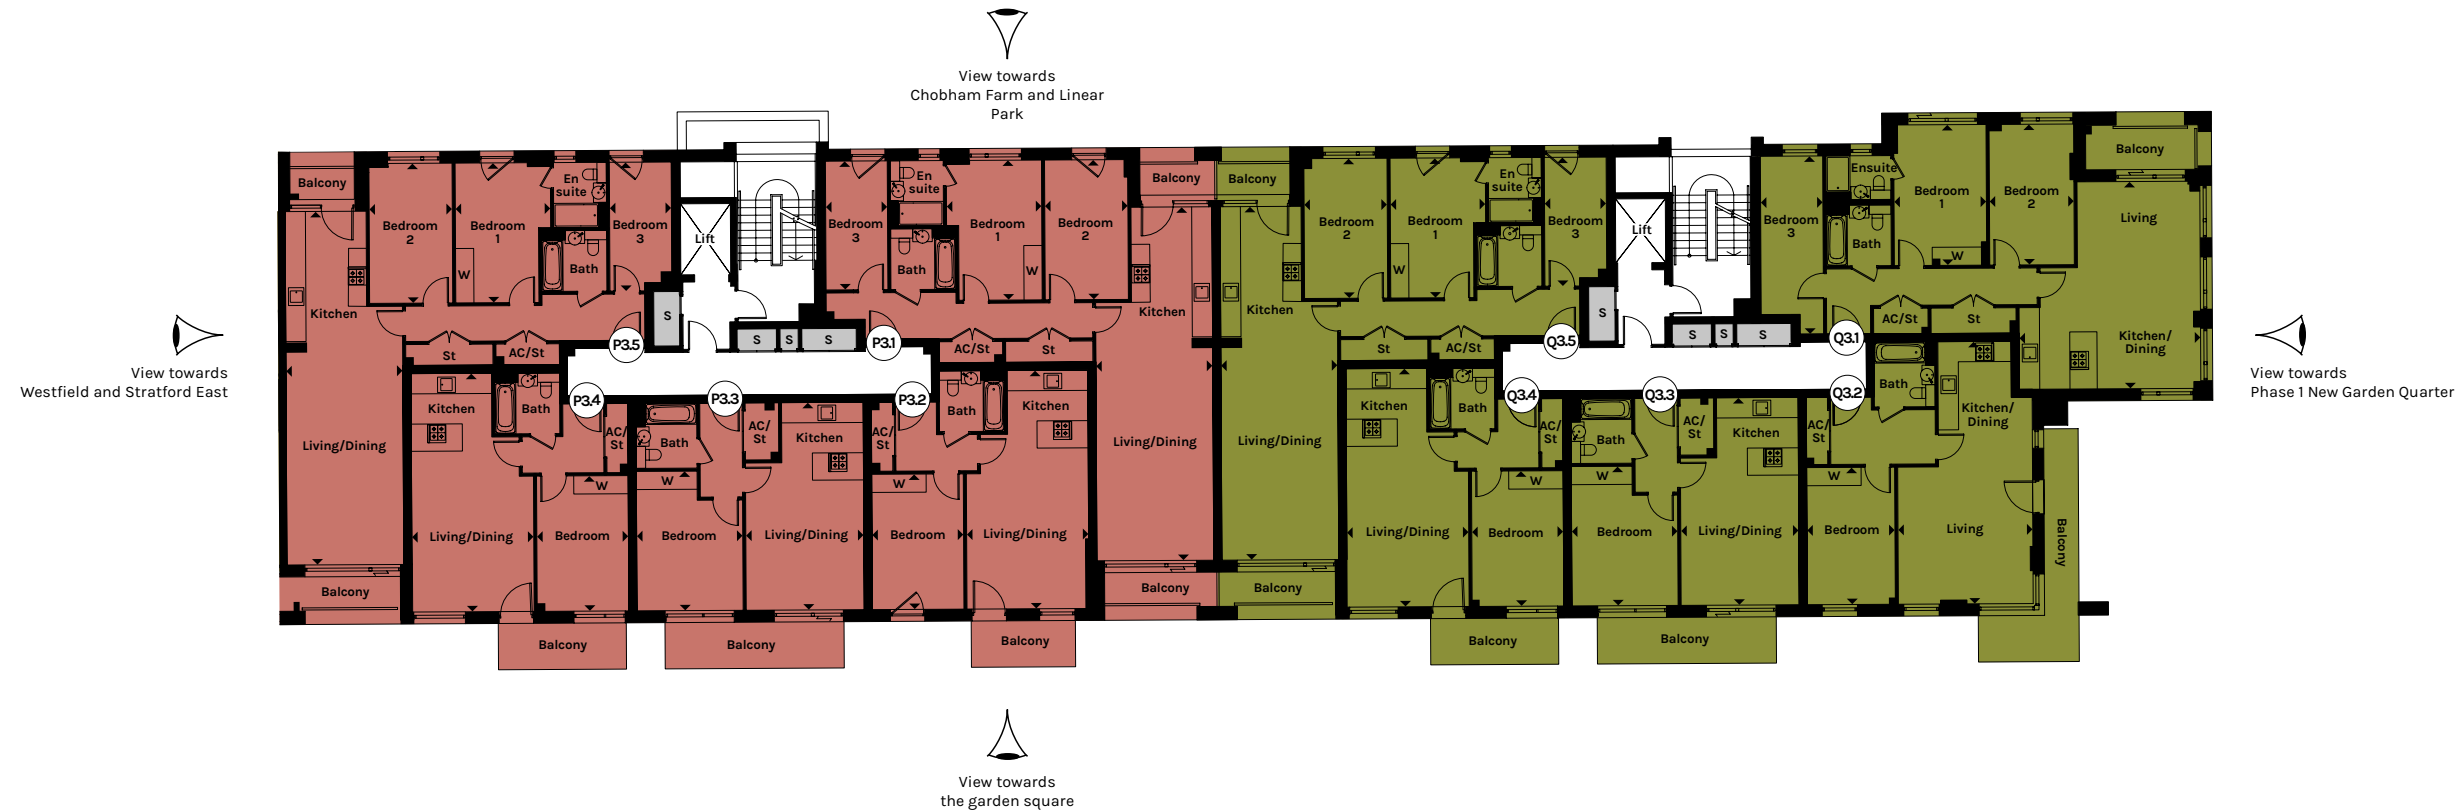 View towards
Chobham Farm and Linear
Park
View towards
Westfield and Stratford East
View towards
Phase 1 New Garden Quarter
View towards
the garden square
Balcony
Bedroom
2
Bedroom
1
En
suite
Bedroom
3
Bath
W
Kitchen
Living/Dining
St
AC/St
Balcony
P3.5
Lift
S
S
S
S
Bedroom
3
En
suite
Bedroom
1
Bedroom
2
Balcony
Bath
W
Kitchen
P3.1
AC/St
St
Living/Dining
Balcony
P3.4
Kitchen
Bath
AC/
St
W
Living/Dining
Bedroom
Balcony
P3.3
Bath
AC/
St
Kitchen
W
Bedroom
Living/Dining
Balcony
P3.2
AC/
St
Bath
Kitchen
W
Bedroom
Living/Dining
Balcony
Balcony
Bedroom
2
Bedroom
1
En
suite
Bedroom
3
W
Kitchen
St
AC/St
Living/Dining
Balcony
Q3.5
Lift
S
S
S
S
Bedroom
3
Ensuite
Bedroom
1
Bedroom
2
Balcony
Living
Bath
W
AC/St
St
Kitchen/
Dining
Q3.1
Q3.4
Kitchen
Bath
AC/
St
W
Living/Dining
Bedroom
Balcony
Q3.3
Bath
AC/
St
Kitchen
W
Bedroom
Living/Dining
Balcony
Q3.2
AC/
St
Bath
Kitchen/
Dining
W
Bedroom
Living
Balcony